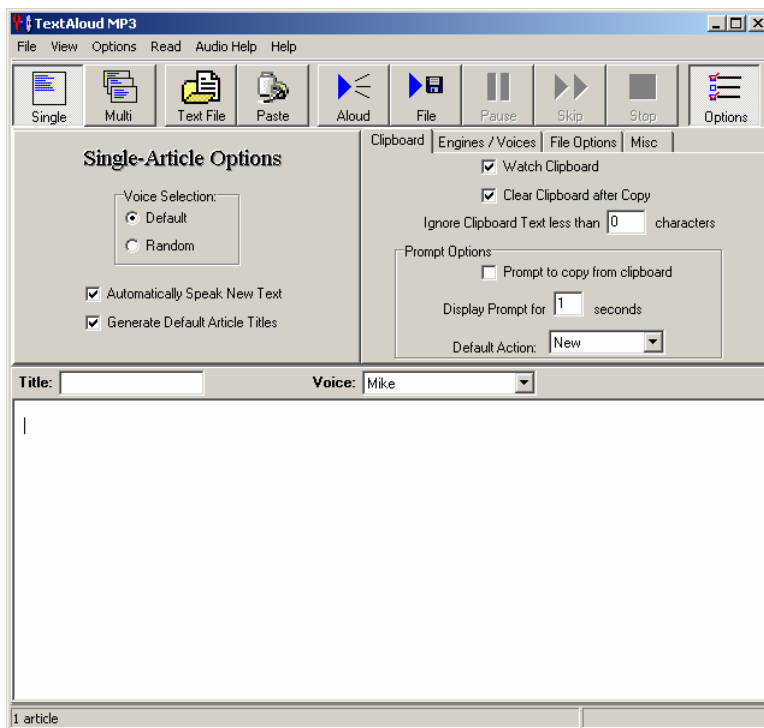 TextAloud MP3
File View Options Read Audio Help Help
Single Multi Text File Paste Aloud File Pause Skip Stop Options
Single-Article Options
Voice Selection:
Default
Random
Automatically Speak New Text
Generate Default Article Titles
Clipboard Engines / Voices File Options Misc
Watch Clipboard
Clear Clipboard after Copy
Ignore Clipboard Text less than 0 characters
Prompt Options
Prompt to copy from clipboard
Display Prompt for 1 seconds
Default Action: New
Title: Voice: Mike
1 article